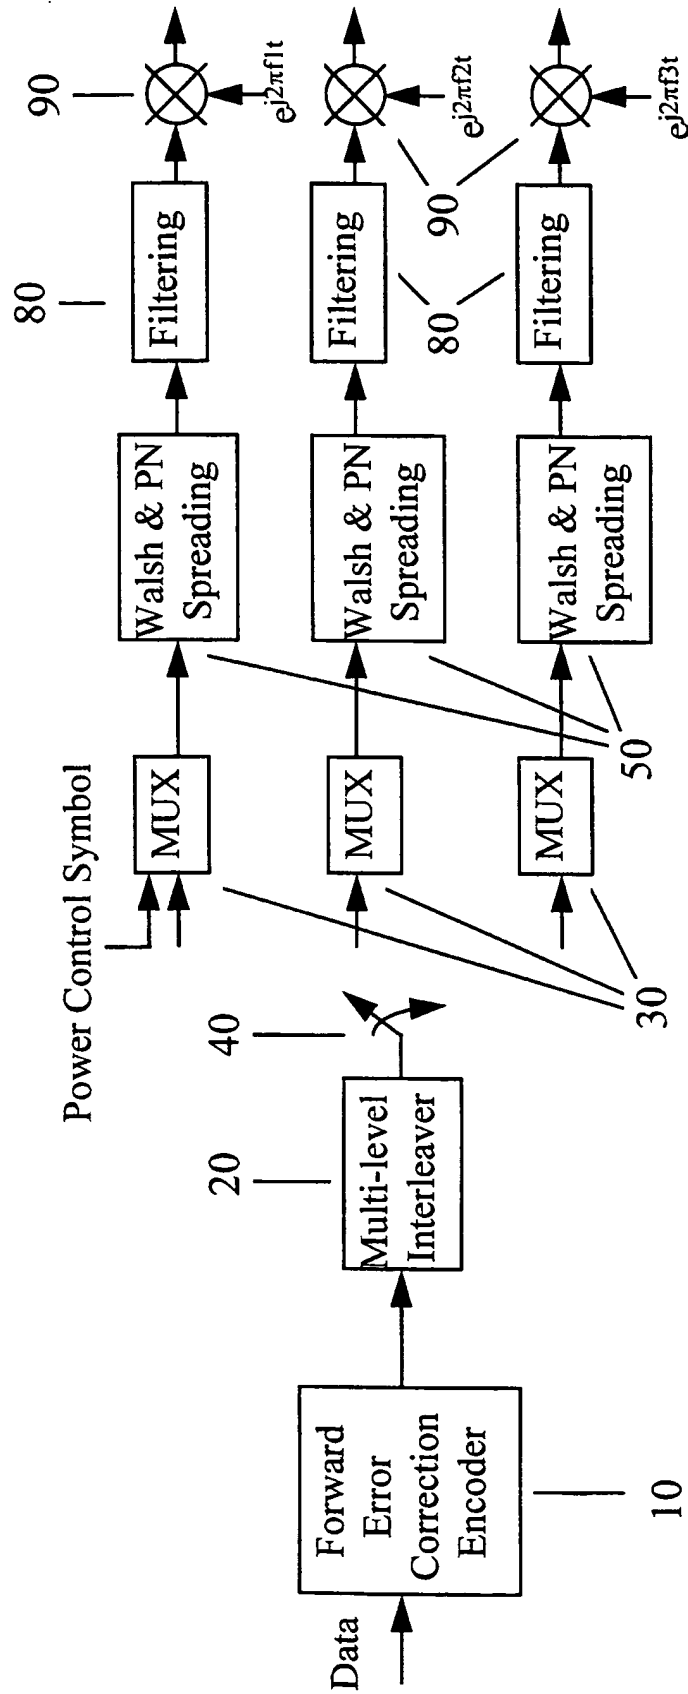 Data
Forward
Error
Correction
Encoder
10
Multi-level
Interleaver
20
40
Power Control Symbol
MUX
MUX
MUX
30
Walsh & PN
Spreading
Walsh & PN
Spreading
Walsh & PN
Spreading
50
Filtering
Filtering
Filtering
80
80
90
90
ej2πf1t
ej2πf2t
ej2πf3t